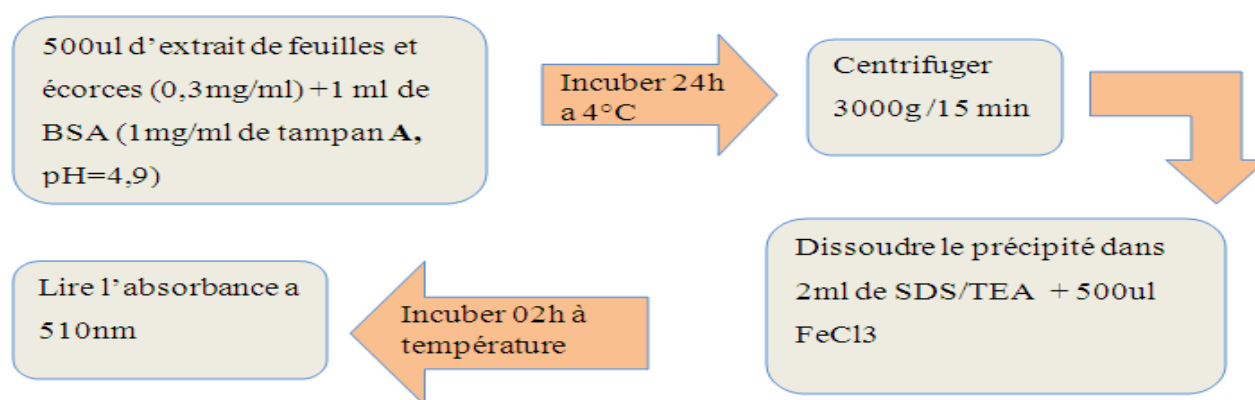 500ul d'extrait de feuilles et
écorces (0,3mg/ml) +1 ml de
BSA (1mg/ml de tampan A,
pH=4,9)
Incuber 24h
a 4°C
Centrifuger
3000g /15 min
Dissoudre le précipité dans
2ml de SDS/TEA + 500ul
FeCl3
Incuber 02h à
température
Lire l'absorbance a
510nm